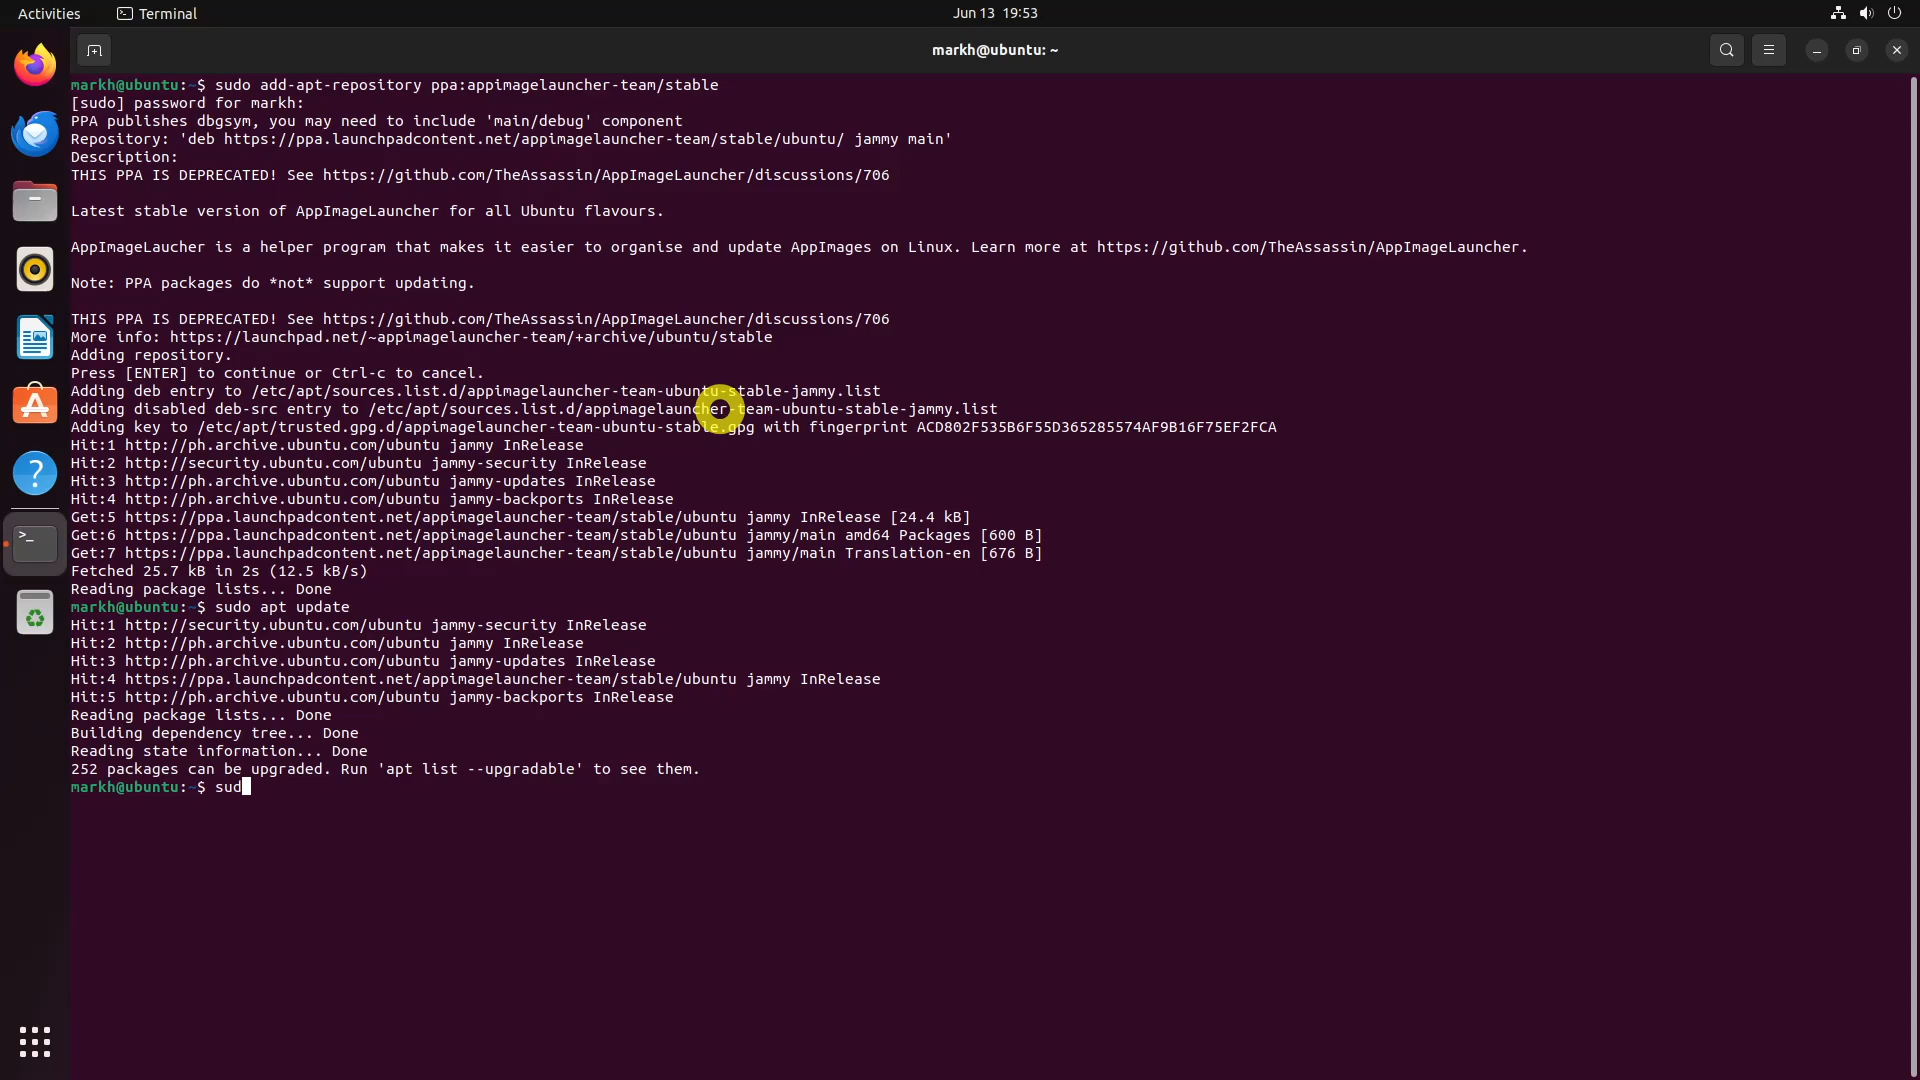 Activities
Terminal
Jun 13 19:53
markh@ubuntu: ~
markh@ubuntu:~$ sudo add-apt-repository ppa:appimagelauncher-team/stable
[sudo] password for markh:
PPA publishes dbgsym, you may need to include 'main/debug' component
Repository: 'deb https://ppa.launchpadcontent.net/appimagelauncher-team/stable/ubuntu/ jammy main'
Description:
THIS PPA IS DEPRECATED! See https://github.com/TheAssassin/AppImageLauncher/discussions/706
Latest stable version of AppImageLauncher for all Ubuntu flavours.
AppImageLaucher is a helper program that makes it easier to organise and update AppImages on Linux. Learn more at https://github.com/TheAssassin/AppImageLauncher.
Note: PPA packages do *not* support updating.
THIS PPA IS DEPRECATED! See https://github.com/TheAssassin/AppImageLauncher/discussions/706
More info: https://launchpad.net/~appimagelauncher-team/+archive/ubuntu/stable
Adding repository.
Press [ENTER] to continue or Ctrl-c to cancel.
Adding deb entry to /etc/apt/sources.list.d/appimagelauncher-team-ubuntu-stable-jammy.list
Adding disabled deb-src entry to /etc/apt/sources.list.d/appimagelauncher-team-ubuntu-stable-jammy.list
Adding key to /etc/apt/trusted.gpg.d/appimagelauncher-team-ubuntu-stable.gpg with fingerprint ACD802F535B6F55D365285574AF9B16F75EF2FCA
Hit:1 http://ph.archive.ubuntu.com/ubuntu jammy InRelease
Hit:2 http://security.ubuntu.com/ubuntu jammy-security InRelease
Hit:3 http://ph.archive.ubuntu.com/ubuntu jammy-updates InRelease
Hit:4 http://ph.archive.ubuntu.com/ubuntu jammy-backports InRelease
Get:5 https://ppa.launchpadcontent.net/appimagelauncher-team/stable/ubuntu jammy InRelease [24.4 kB]
Get:6 https://ppa.launchpadcontent.net/appimagelauncher-team/stable/ubuntu jammy/main amd64 Packages [600 B]
Get:7 https://ppa.launchpadcontent.net/appimagelauncher-team/stable/ubuntu jammy/main Translation-en [676 B]
Fetched 25.7 kB in 2s (12.5 kB/s)
Reading package lists... Done
markh@ubuntu:~$ sudo apt update
Hit:1 http://security.ubuntu.com/ubuntu jammy-security InRelease
Hit:2 http://ph.archive.ubuntu.com/ubuntu jammy InRelease
Hit:3 http://ph.archive.ubuntu.com/ubuntu jammy-updates InRelease
Hit:4 https://ppa.launchpadcontent.net/appimagelauncher-team/stable/ubuntu jammy InRelease
Hit:5 http://ph.archive.ubuntu.com/ubuntu jammy-backports InRelease
Reading package lists... Done
Building dependency tree... Done
Reading state information... Done
252 packages can be upgraded. Run 'apt list --upgradable' to see them.
markh@ubuntu:~$ sud